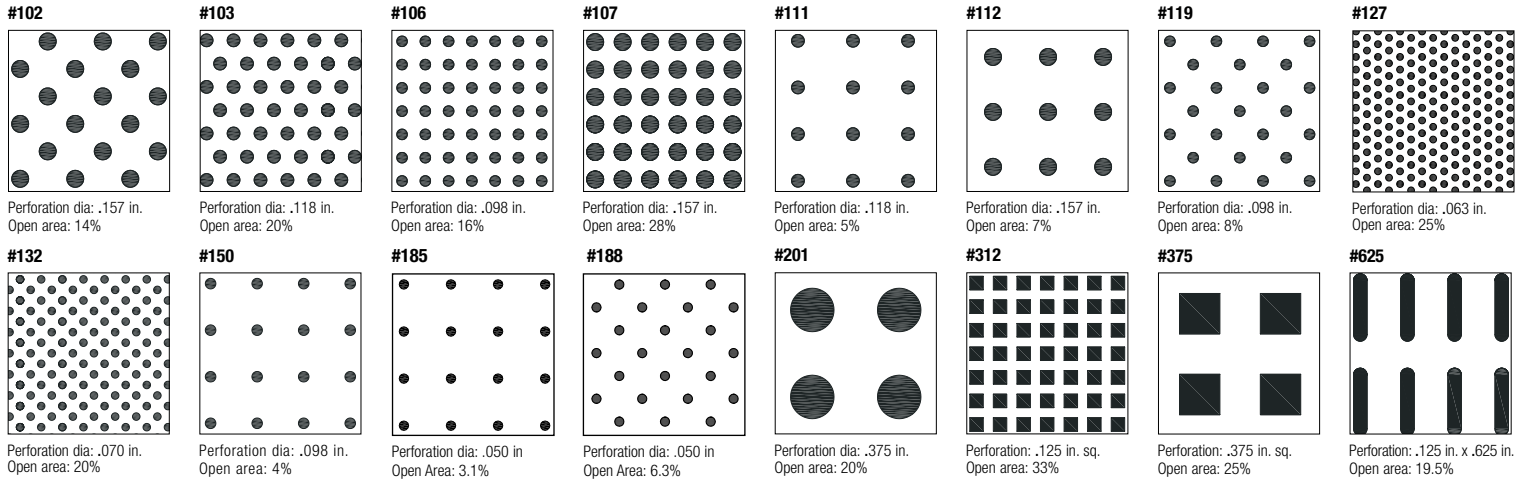 #102
Perforation dia: .157 in.
Open area: 14%
#103
Perforation dia: .118 in.
Open area: 20%
#106
Perforation dia: .098 in.
Open area: 16%
#107
Perforation dia: .157 in.
Open area: 28%
#111
Perforation dia: .118 in.
Open area: 5%
#112
Perforation dia: .157 in.
Open area: 7%
#119
Perforation dia: .098 in.
Open area: 8%
#127
Perforation dia: .063 in.
Open area: 25%
#132
Perforation dia: .070 in.
Open area: 20%
#150
Perforation dia: .098 in.
Open area: 4%
#185
Perforation dia: .050 in
Open Area: 3.1%
#188
Perforation dia: .050 in
Open Area: 6.3%
#201
Perforation dia: .375 in.
Open area: 20%
#312
Perforation: .125 in. sq.
Open area: 33%
#375
Perforation: .375 in. sq.
Open area: 25%
#625
Perforation: .125 in. x .625 in.
Open area: 19.5%